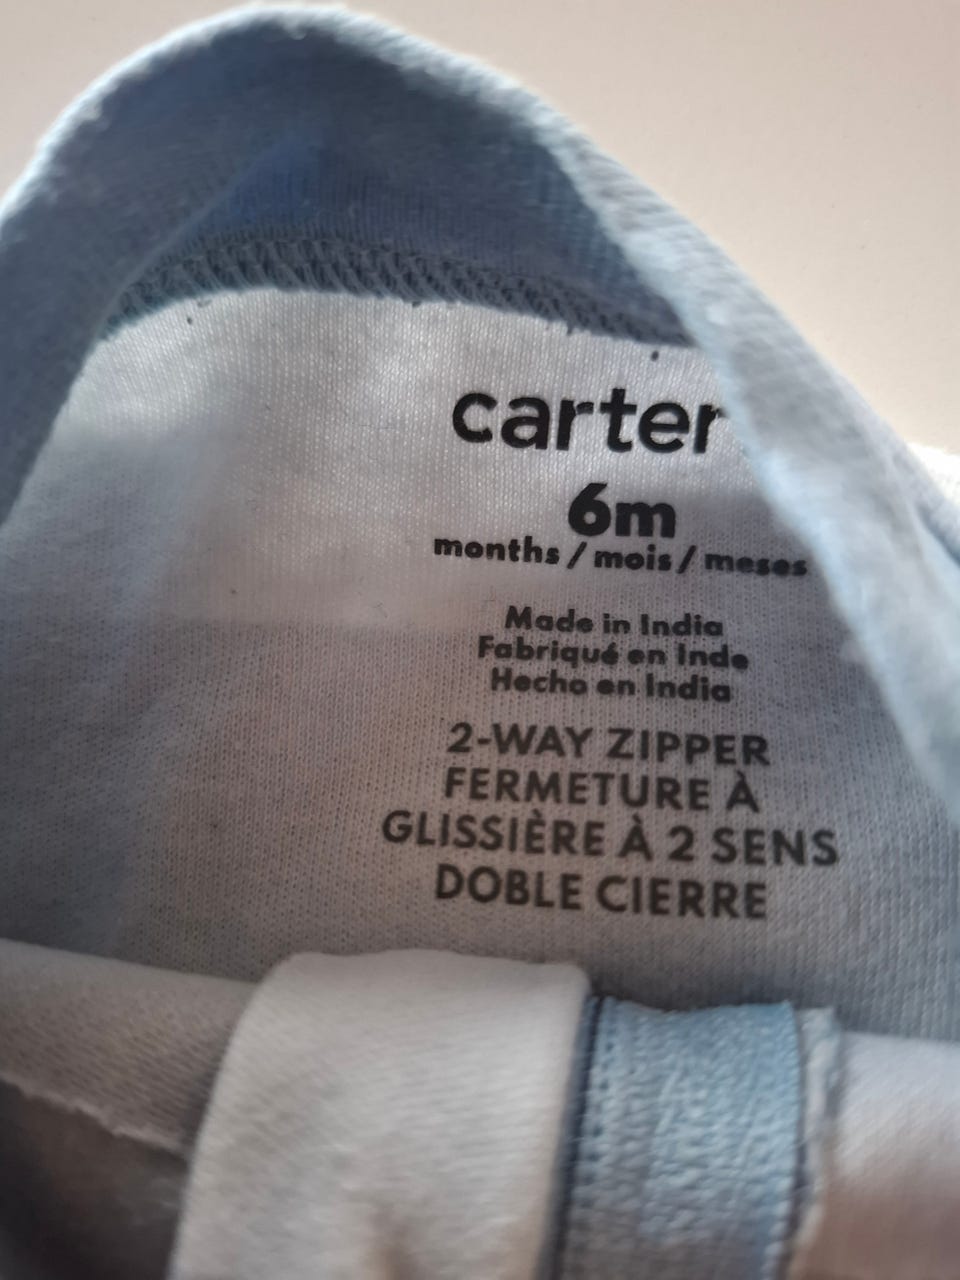 carter
6m
months / mois / meses
Made in India
Fabriqué en Inde
Hecho en India
2-WAY ZIPPER
FERMETURE À
GLISSIÈRE À 2 SENS
DOBLE CIERRE